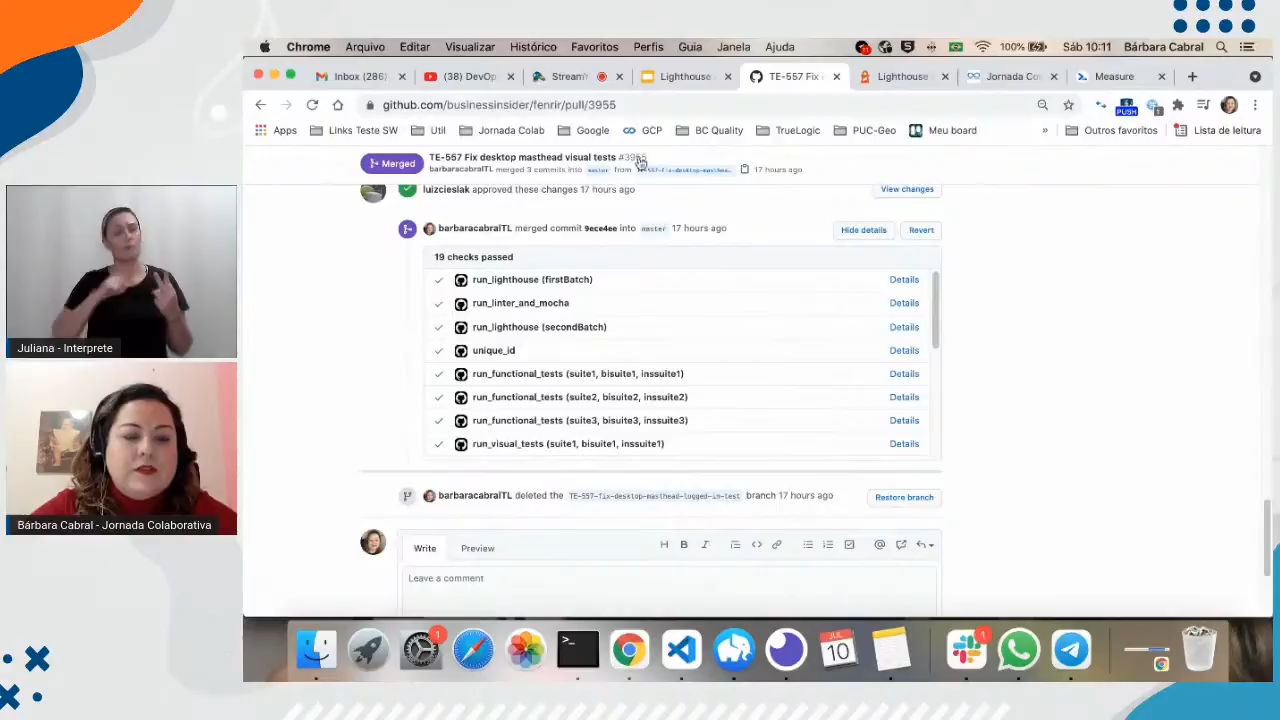 Chrome Arquivo Editar Visualizar Histórico Favoritos Perfis Guia Janela Ajuda 100% Sáb 10:11 Bárbara Cabral
Inbox (286) (38) DevOp StreamY Lighthouse TE-557 Fix Lighthouse Jornada Co Measure
github.com/businessinsider/fenrir/pull/3955 PUSH
Apps Links Teste SW Util Jornada Colab Google GCP BC Quality TrueLogic PUC-Geo Meu board » Outros favoritos Lista de leitura
Merged TE-557 Fix desktop masthead visual tests
barbaracabralTL merged 3 commits into master from 17 hours ago
luizcieslak approved these changes 17 hours ago View changes
barbaracabralTL merged commit 9ece4ee into master 17 hours ago Hide details Revert
19 checks passed
run_lighthouse (firstBatch) Details
run_linter_and_mocha Details
run_lighthouse (secondBatch) Details
unique_id Details
run_functional_tests (suite1, bisuite1, inssuite1) Details
run_functional_tests (suite2, bisuite2, inssuite2) Details
run_functional_tests (suite3, bisuite3, inssuite3) Details
run_visual_tests (suite1, bisuite1, inssuite1) Details
barbaracabralTL deleted the TE-557-fix-desktop-masthead-logged-in-test branch 17 hours ago Restore branch
Write Preview
Leave a comment
JUL
10
1
1
Juliana - Interprete
Bárbara Cabral - Jornada Colaborativa